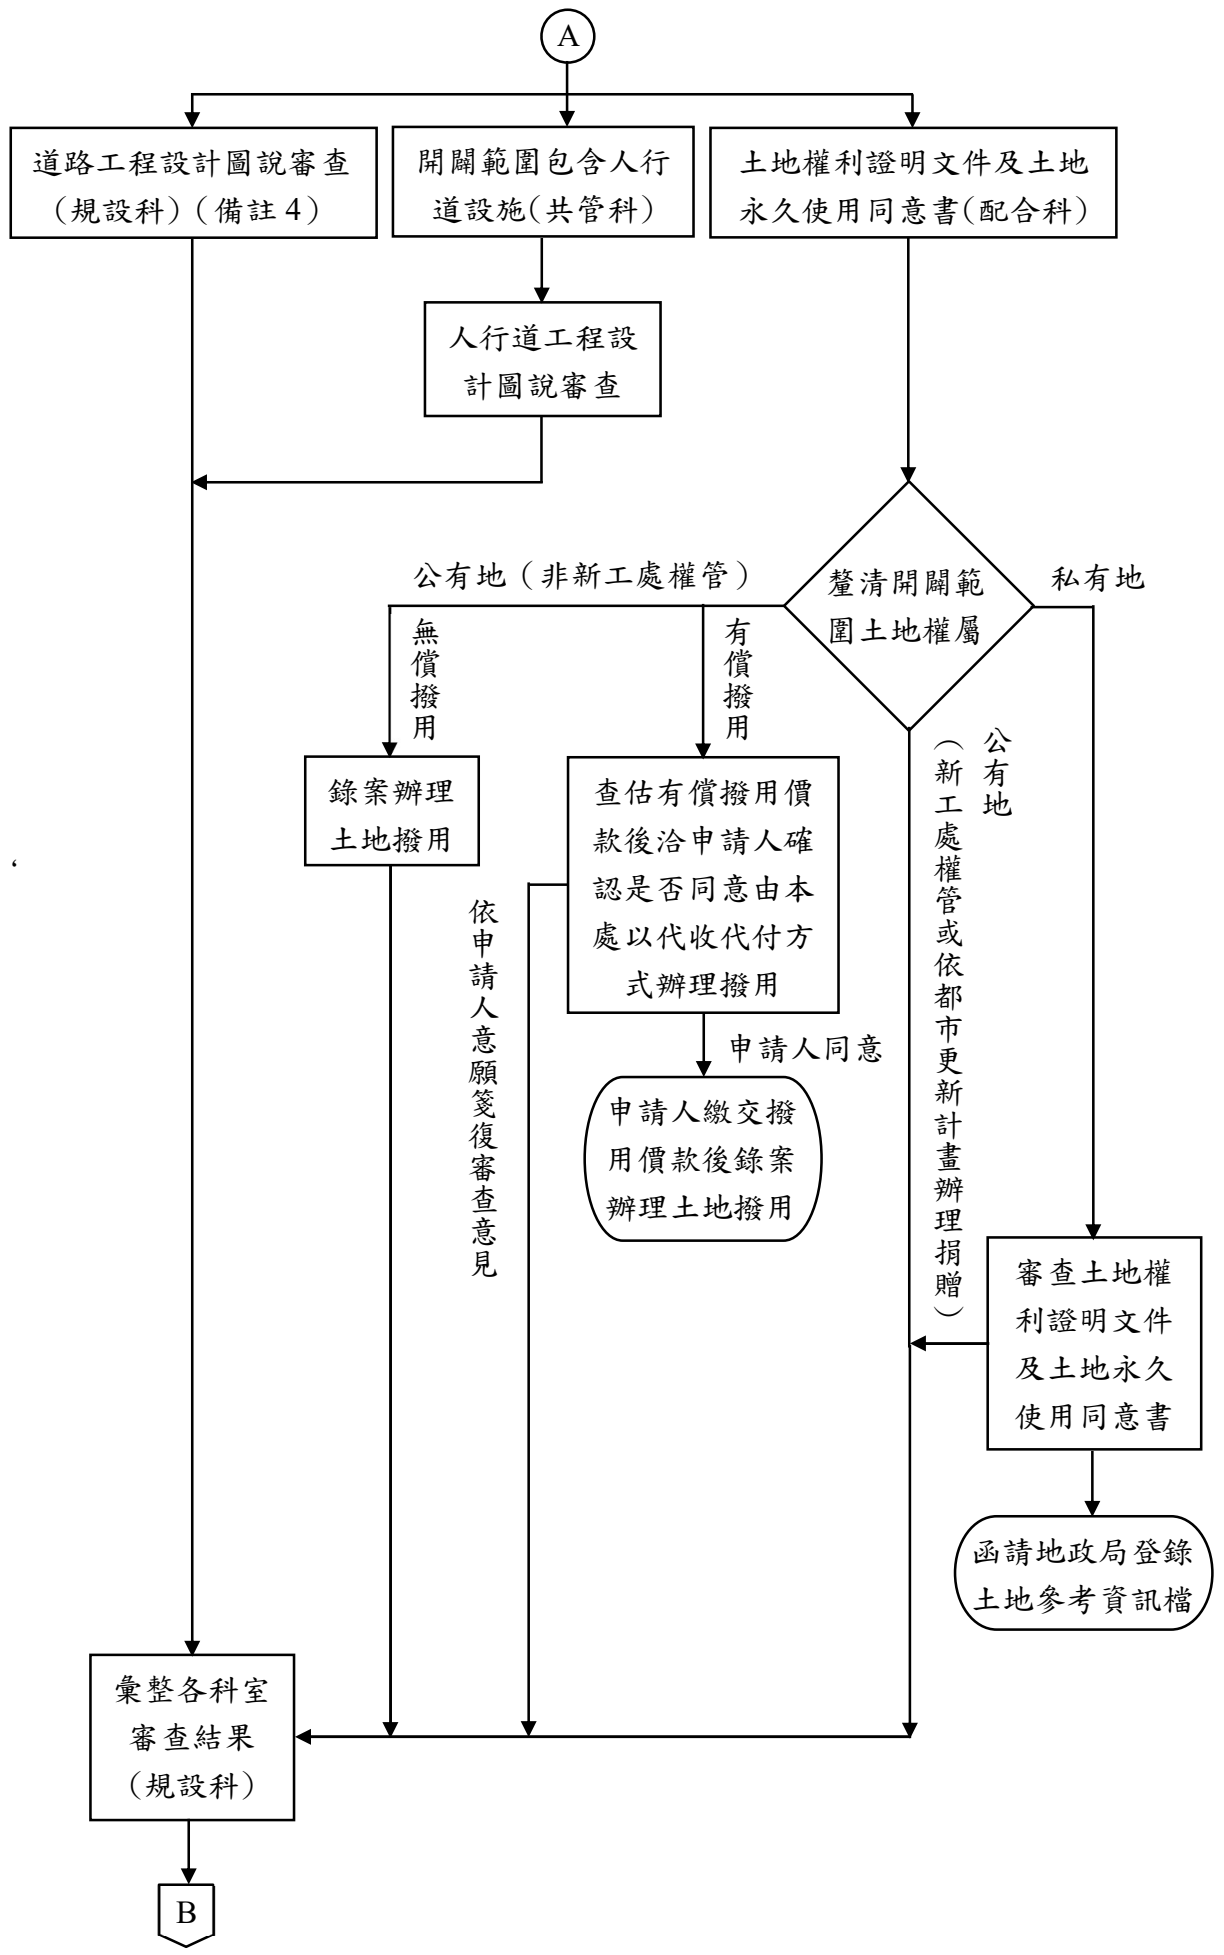 A
道路工程設計圖說審查
（規設科）（備註 4）
開闢範圍包含人行
道設施(共管科)
土地權利證明文件及土地
永久使用同意書(配合科)
人行道工程設
計圖說審查
釐清開闢範
圍土地權屬
公有地（非新工處權管）
私有地
無償撥用
有償撥用
公有地
（新工處權管或依都市更新計畫辦理捐贈）
錄案辦理
土地撥用
查估有償撥用價
款後洽申請人確
認是否同意由本
處以代收代付方
式辦理撥用
依申請人意願箋復審查意見
申請人同意
申請人繳交撥
用價款後錄案
辦理土地撥用
審查土地權
利證明文件
及土地永久
使用同意書
函請地政局登錄
土地參考資訊檔
彙整各科室
審查結果
（規設科）
B